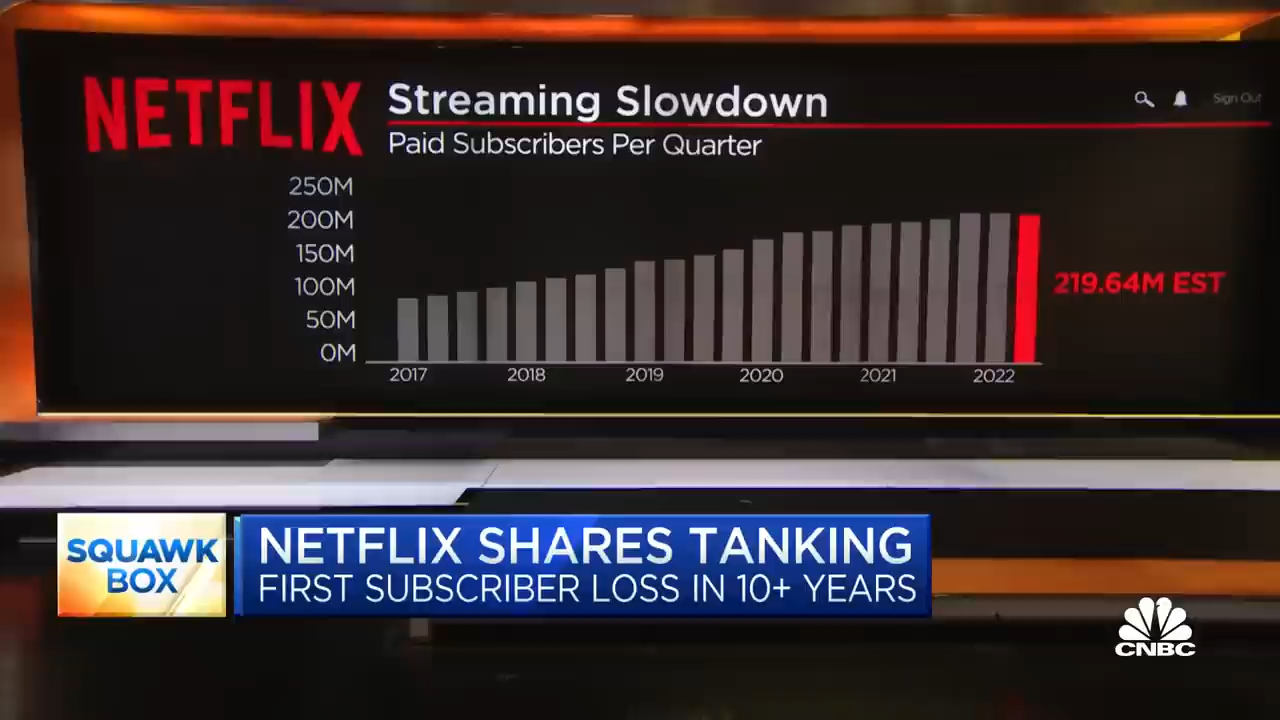 NETFLIX
Streaming Slowdown
Sign Out
Paid Subscribers Per Quarter
250M
200M
150M
100M
50M
0M
219.64M EST
2017 2018 2019 2020 2021 2022
SQUAWK
BOX
NETFLIX SHARES TANKING
FIRST SUBSCRIBER LOSS IN 10+ YEARS
CNBC